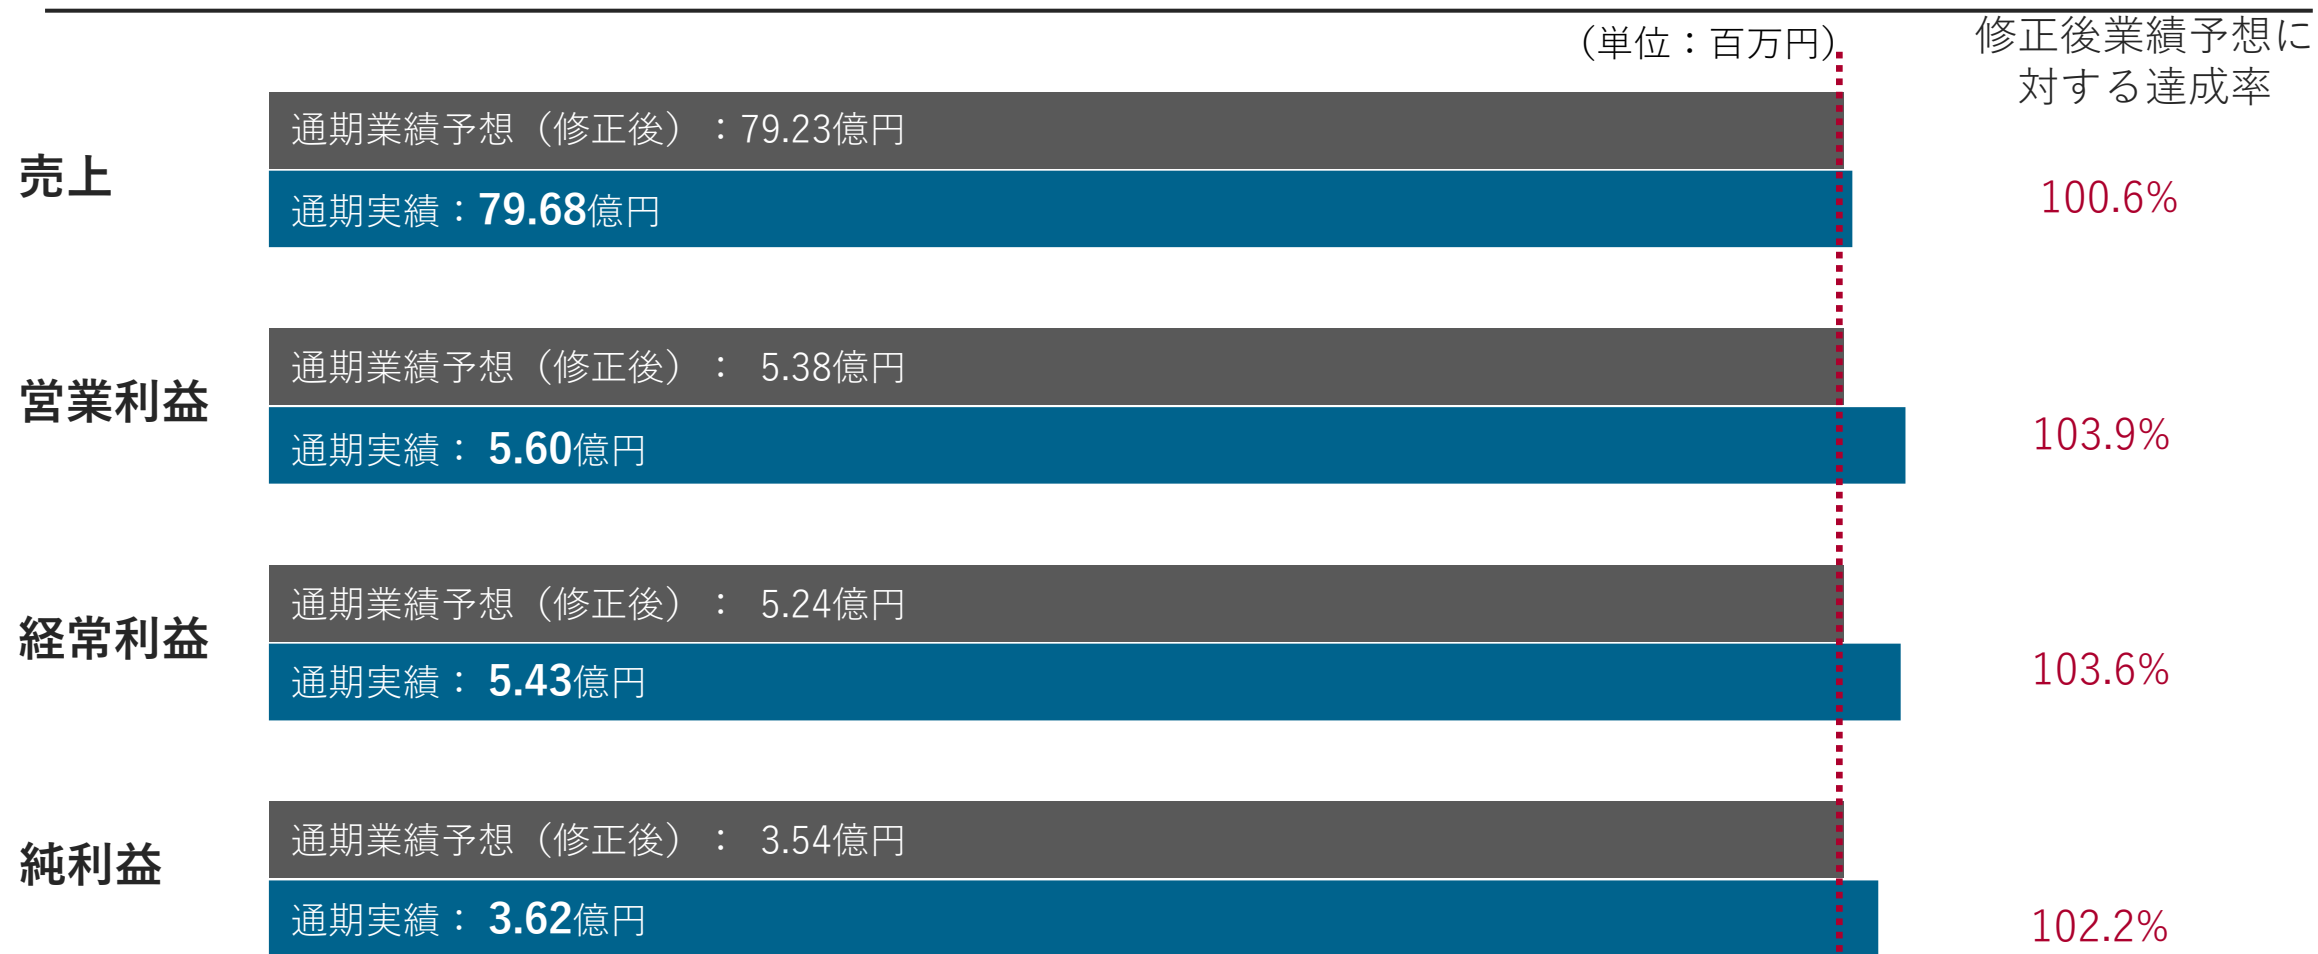 (単位：百万円)
修正後業績予想に
対する達成率
売上
通期業績予想（修正後）：79.23億円
通期実績：79.68億円
100.6%
営業利益
通期業績予想（修正後）： 5.38億円
通期実績： 5.60億円
103.9%
経常利益
通期業績予想（修正後）： 5.24億円
通期実績： 5.43億円
103.6%
純利益
通期業績予想（修正後）： 3.54億円
通期実績： 3.62億円
102.2%